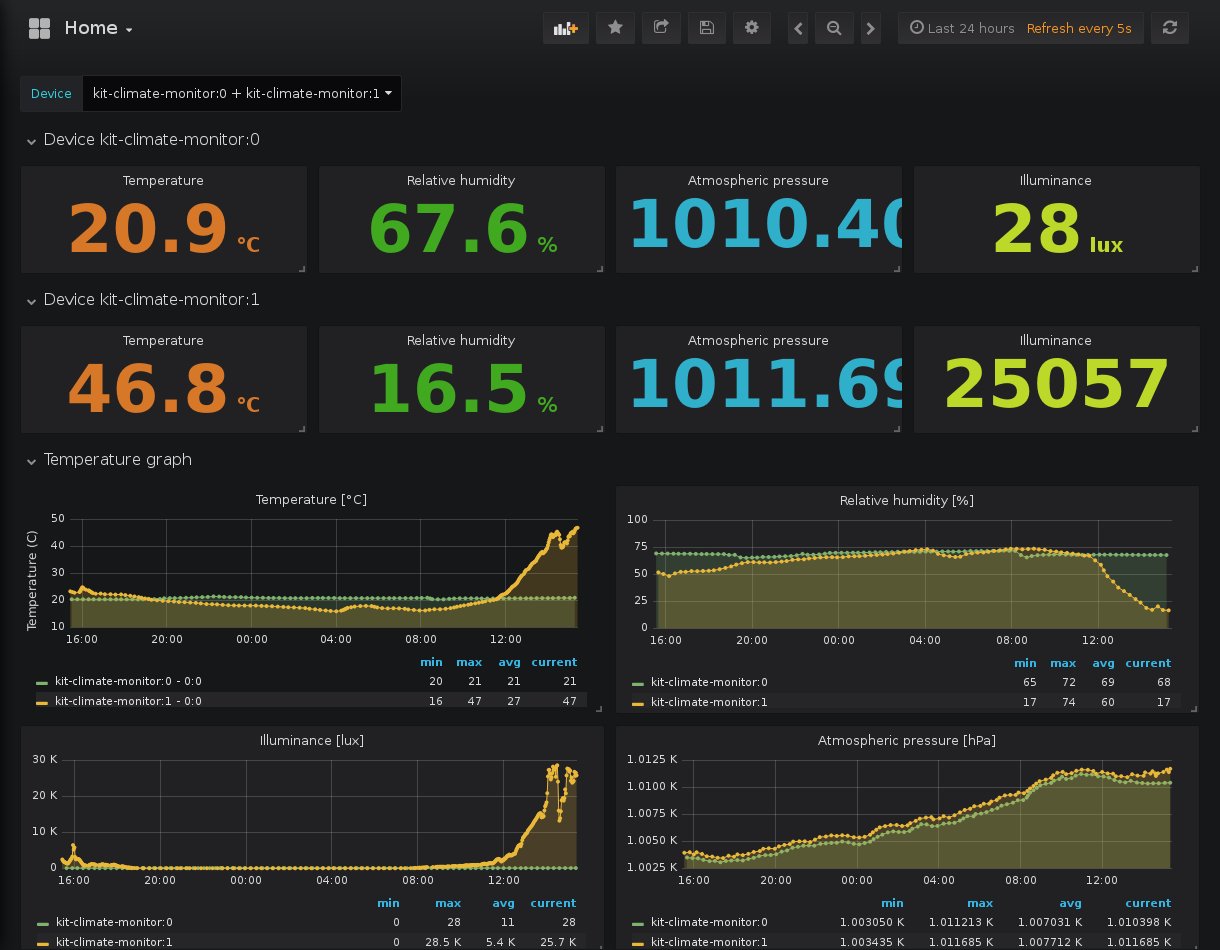 Home
Last 24 hours Refresh every 5s
Device kit-climate-monitor:0 + kit-climate-monitor:1
Device kit-climate-monitor:0
Temperature Relative humidity Atmospheric pressure Illuminance
20.9 °C 67.6 % 1010.40 28 lux
Device kit-climate-monitor:1
Temperature Relative humidity Atmospheric pressure Illuminance
46.8 °C 16.5 % 1011.69 25057
Temperature graph
Temperature [°C]
Temperature (C)
50
40
30
20
10
16:00 20:00 00:00 04:00 08:00 12:00
min max avg current
kit-climate-monitor:0 - 0:0 20 21 21 21
kit-climate-monitor:1 - 0:0 16 47 27 47
Relative humidity [%]
100
75
50
25
0
16:00 20:00 00:00 04:00 08:00 12:00
min max avg current
kit-climate-monitor:0 65 72 69 68
kit-climate-monitor:1 17 74 60 17
Illuminance [lux]
30 K
20 K
10 K
0
16:00 20:00 00:00 04:00 08:00 12:00
min max avg current
kit-climate-monitor:0 0 28 11 28
kit-climate-monitor:1 0 28.5 K 5.4 K 25.7 K
Atmospheric pressure [hPa]
1.0125 K
1.0100 K
1.0075 K
1.0050 K
1.0025 K
16:00 20:00 00:00 04:00 08:00 12:00
min max avg current
kit-climate-monitor:0 1.003050 K 1.011213 K 1.007031 K 1.010398 K
kit-climate-monitor:1 1.003435 K 1.011685 K 1.007712 K 1.011685 K